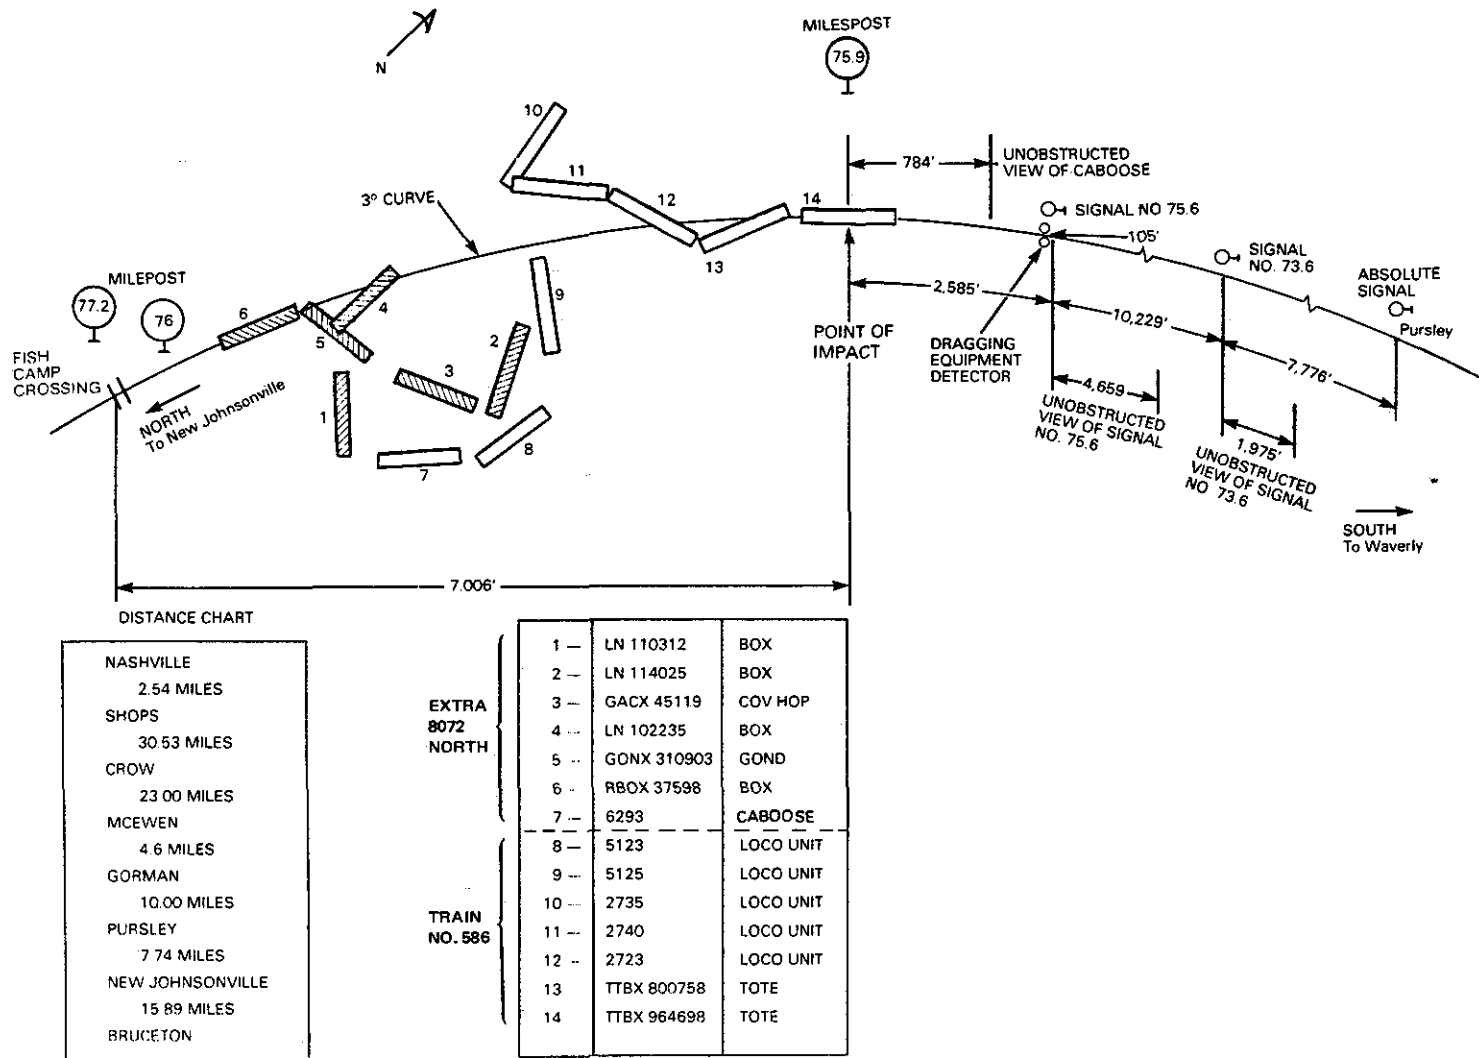 N
MILESPOST
75.9
784'
UNOBSTRUCTED
VIEW OF CABOOSE
SIGNAL NO 75.6
105'
SIGNAL
NO. 73.6
ABSOLUTE
SIGNAL
Pursley
10
11
12
13
14
3º CURVE
MILEPOST
77.2
76
FISH
CAMP
CROSSING
NORTH
To New Johnsonville
6
5
4
9
2
3
1
7
8
2,585'
POINT OF
IMPACT
DRAGGING
EQUIPMENT
DETECTOR
10,229'
7,776'
4,659
UNOBSTRUCTED
VIEW OF SIGNAL
NO. 75.6
1,975'
UNOBSTRUCTED
VIEW OF SIGNAL
NO 73.6
SOUTH
To Waverly
7.006'
DISTANCE CHART
NASHVILLE
2.54 MILES
SHOPS
30.53 MILES
CROW
23 00 MILES
MCEWEN
4.6 MILES
GORMAN
10.00 MILES
PURSLEY
7 74 MILES
NEW JOHNSONVILLE
15 89 MILES
BRUCETON
EXTRA
8072
NORTH
1 — LN 110312 BOX
2 — LN 114025 BOX
3 — GACX 45119 COV HOP
4 — LN 102235 BOX
5 -- GONX 310903 GOND
6 - RBOX 37598 BOX
7 -- 6293 CABOOSE
TRAIN
NO. 586
8 — 5123 LOCO UNIT
9 -- 5125 LOCO UNIT
10 -- 2735 LOCO UNIT
11 — 2740 LOCO UNIT
12 -- 2723 LOCO UNIT
13 TTBX 800758 TOTE
14 TTBX 964698 TOTE